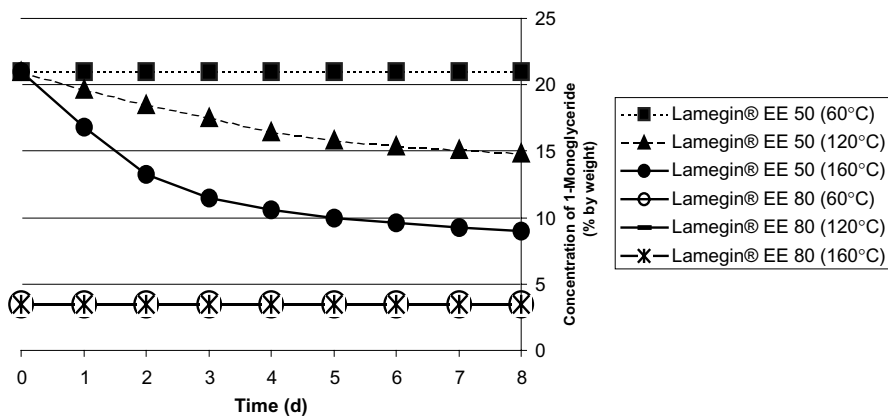 25
20
15
10
5
0
Concentration of 1-Monoglyceride
(% by weight)
0 1 2 3 4 5 6 7 8
Time (d)
Lamegin® EE 50 (60°C)
Lamegin® EE 50 (120°C)
Lamegin® EE 50 (160°C)
Lamegin® EE 80 (60°C)
Lamegin® EE 80 (120°C)
Lamegin® EE 80 (160°C)